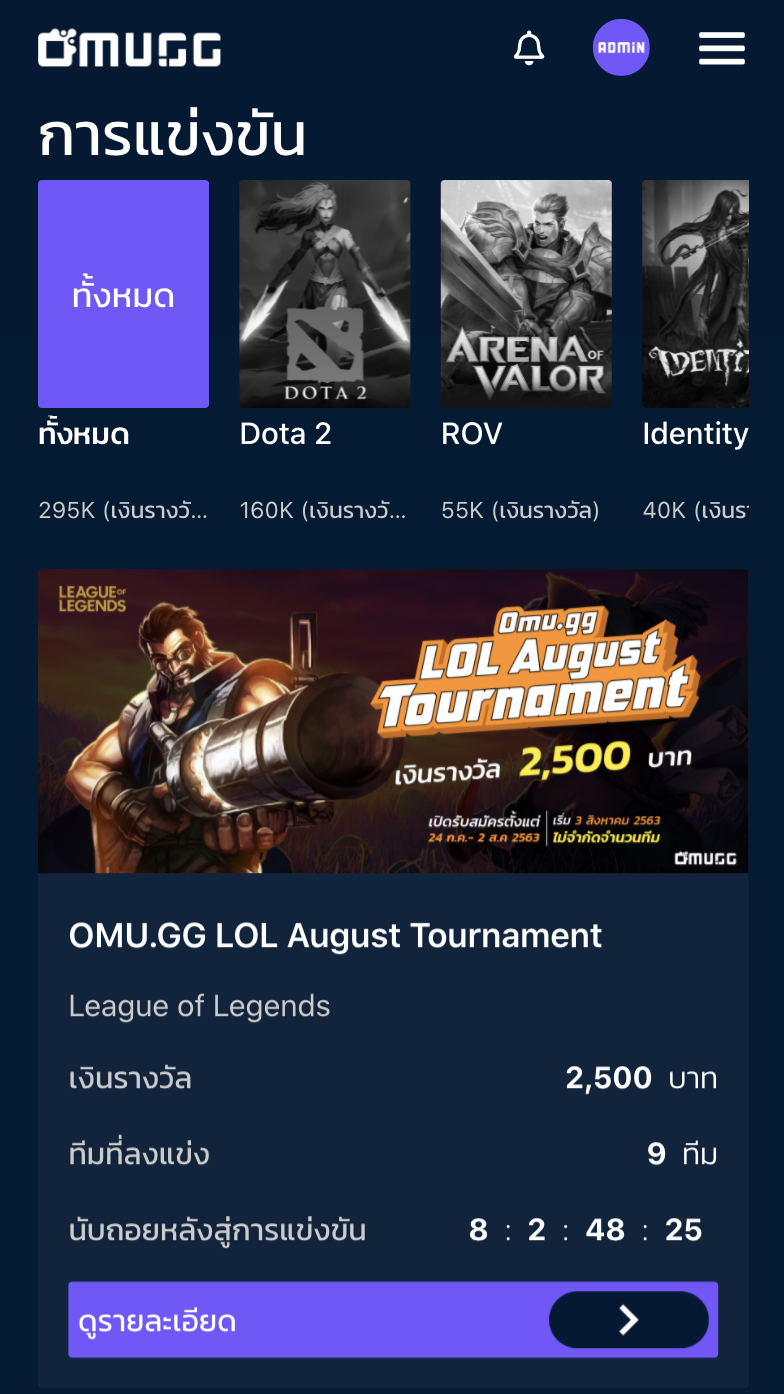 OMUGG
ADMIN
การแข่งขัน
ทั้งหมด
DOTA 2
ARENA OF
VALOR
ทั้งหมด
Dota 2
ROV
Identity
295K (เงินรางวั...
160K (เงินรางวั...
55K (เงินรางวัล)
LEAGUE OF
LEGENDS
Omu.gg
LOL August
Tournament
เงินรางวัล 2,500 บาท
เปิดรับสมัครตั้งแต่
24 ก.ค.- 2 ส.ค 2563
เริ่ม 3 สิงหาคม 2563
ไม่จำกัดจำนวนทีม
OMUGG
OMU.GG LOL August Tournament
League of Legends
เงินรางวัล 2,500 บาท
ทีมที่ลงแข่ง 9 ทีม
นับถอยหลังสู่การแข่งขัน 8 : 2 : 48 : 25
ดูรายละเอียด